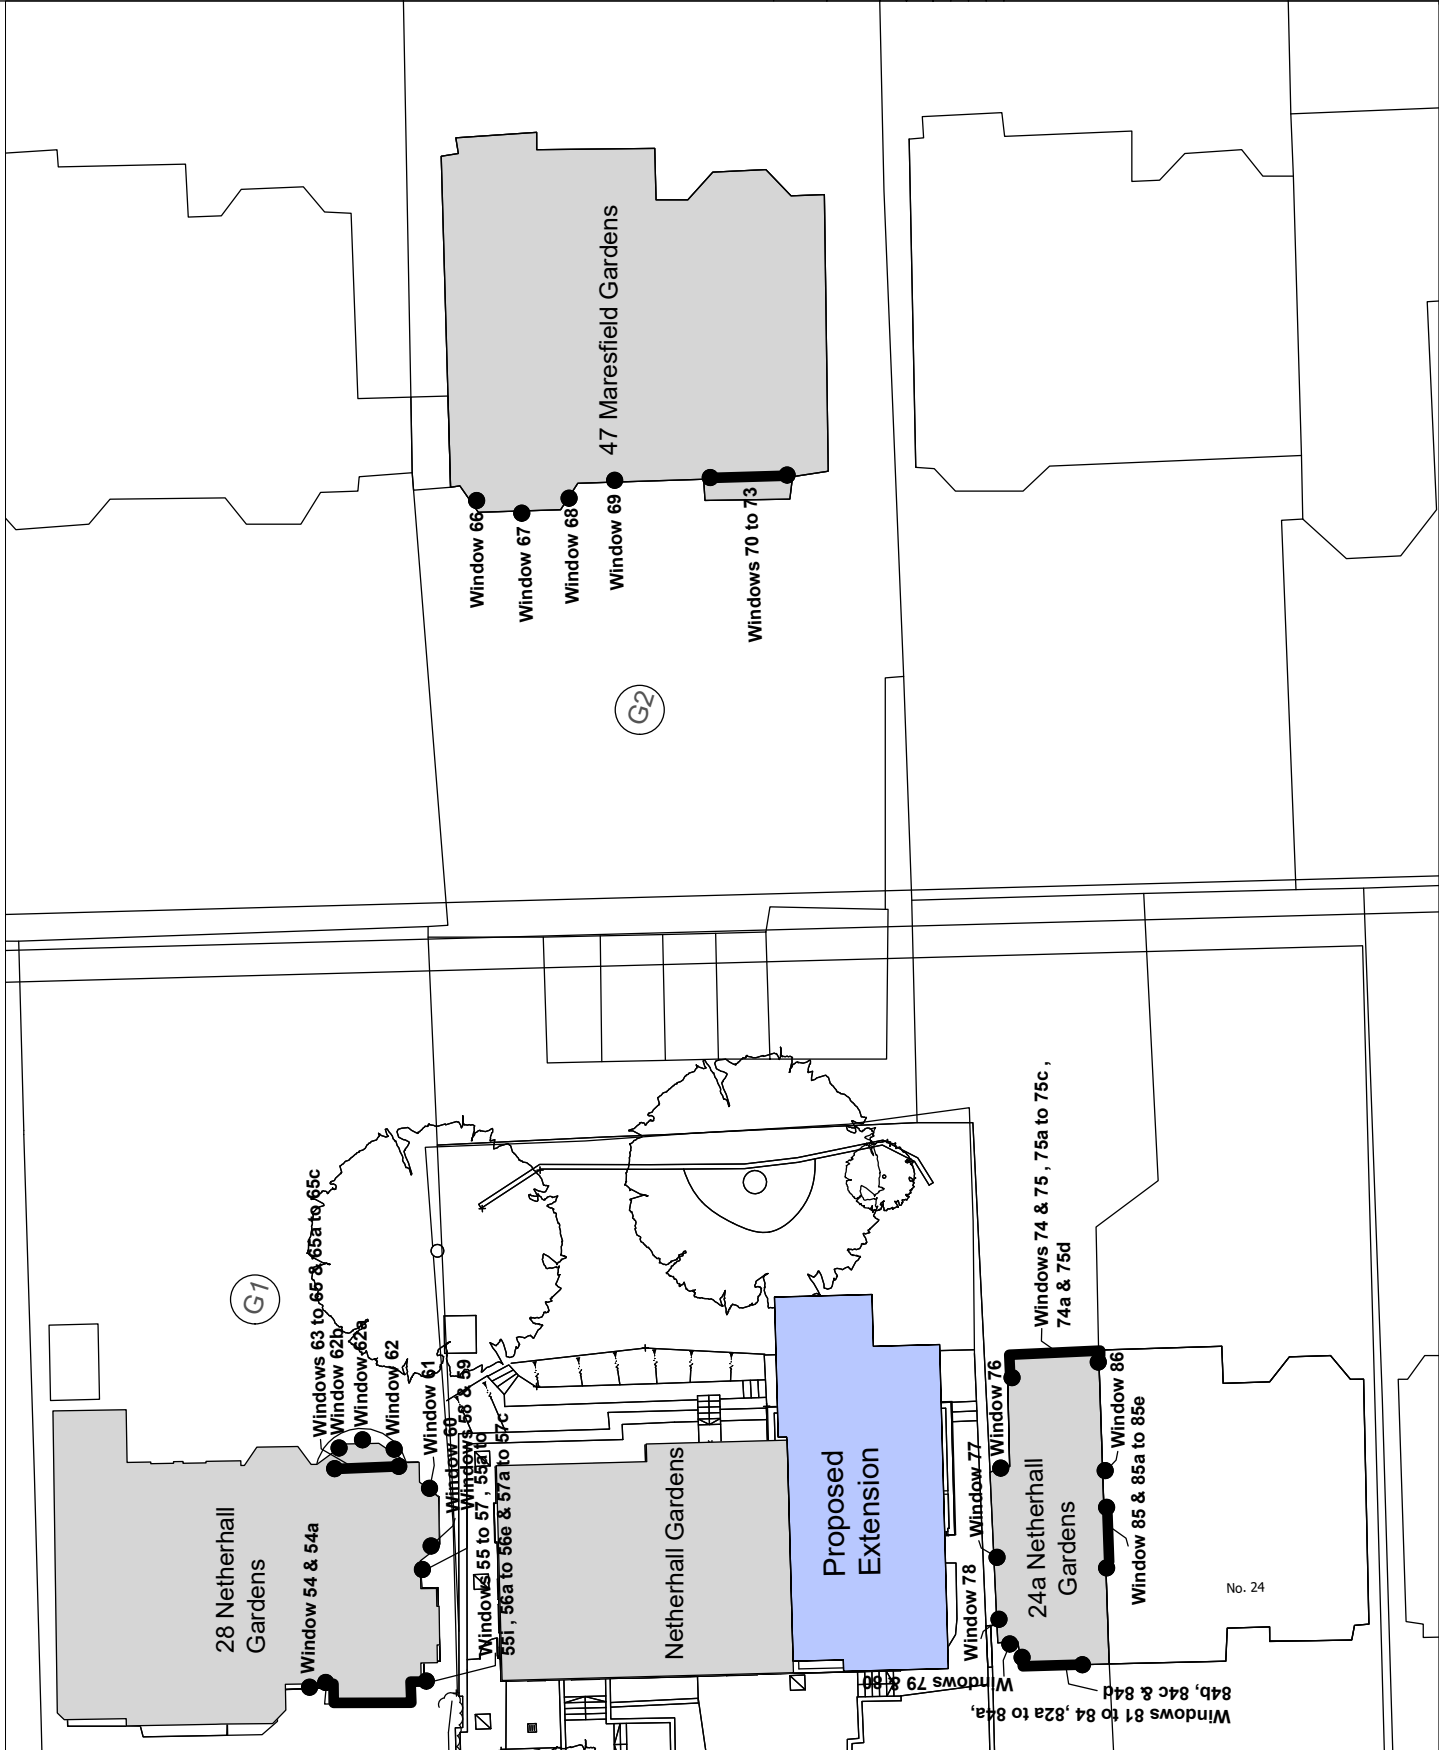 47 Maresfield Gardens
Window 66
Window 67
Window 68
Window 69
Windows 70 to 73
G2
G1
Windows 63 to 65 & 65a to 65c
Window 62b
Window 62a
Window 62
Window 61
Window 60
Windows 58 & 59
Windows 55 to 57 , 55a to
55i , 56a to 56e & 57a to 57c
Window 54 & 54a
28 Netherhall
Gardens
Netherhall Gardens
Proposed
Extension
Windows 74 & 75 , 75a to 75c ,
74a & 75d
Window 76
Window 77
Window 78
Windows 79 & 80
24a Netherhall
Gardens
Window 86
Window 85 & 85a to 85e
Windows 81 to 84 ,82a to 84a,
84b, 84c & 84d
No. 24